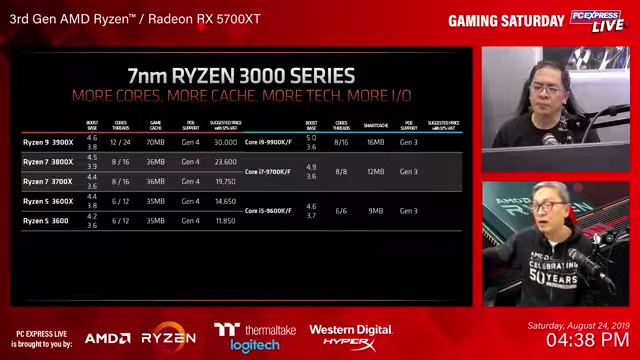 3rd Gen AMD Ryzen™ / Radeon RX 5700XT
GAMING SATURDAY
PC EXPRESS
LIVE
7nm RYZEN 3000 SERIES
MORE CORES, MORE CACHE, MORE TECH, MORE I/O
BOOST BASE CORES THREADS GAME CACHE PCIE SUPPORT SUGGESTED PRICE with 12% VAT BOOST BASE CORES THREADS SMARTCACHE PCIE SUPPORT SUGGESTED PRICE with 12% VAT
Ryzen 9 3900X 4.6 3.8 12 / 24 70MB Gen 4 30,000 Core i9-9900K/F 5.0 3.6 8/16 16MB Gen 3
Ryzen 7 3800X 4.5 3.9 8 / 16 36MB Gen 4 23,600 Core i7-9700K/F 4.9 3.6 8/8 12MB Gen 3
Ryzen 7 3700X 4.4 3.6 8 / 16 36MB Gen 4 19,750
Ryzen 5 3600X 4.4 3.8 6 / 12 35MB Gen 4 14,650 Core i5-9600K/F 4.6 3.7 6/6 9MB Gen 3
Ryzen 5 3600 4.2 3.6 6 / 12 35MB Gen 4 11,850
RYZEN
AMD
CELEBRATING
50 YEARS
PC EXPRESS LIVE
is brought to you by:
AMD RYZEN
thermaltake
logitech
Western Digital
HYPERX
Saturday, August 24, 2019
04:38 PM